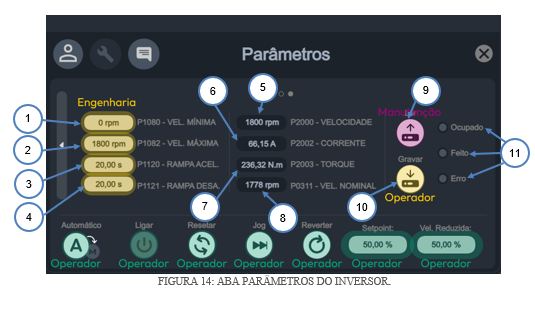 Parâmetros
6
5
9
Engenharia
Manutenção
1
0 rpm
P1080 - VEL. MÍNIMA
1800 rpm
P2000 - VELOCIDADE
Ocupado
2
1800 rpm
P1082 - VEL. MÁXIMA
66,15 A
P2002 - CORRENTE
Gravar
Feito
11
3
20,00 s
P1120 - RAMPA ACEL.
236,32 N.m
P2003 - TORQUE
Erro
4
20,00 s
P1121 - RAMPA DESA.
1778 rpm
P0311 - VEL. NOMINAL
Operador
7
8
10
Automático
Ligar
Resetar
Jog
Reverter
Setpoint:
Vel. Reduzida:
A
50,00 %
50,00 %
Operador
Operador
Operador
Operador
Operador
Operador
Operador
FIGURA 14: ABA PARÂMETROS DO INVERSOR.